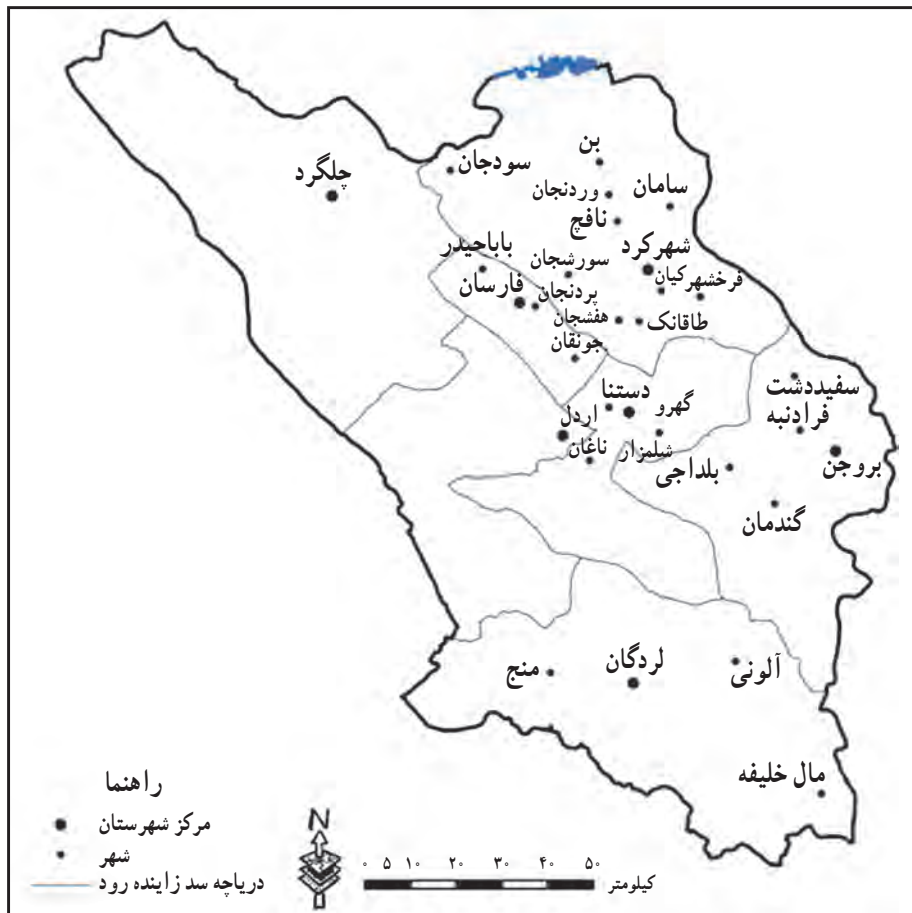 بن
سودجان
چلگرد
وردنجان
سامان
نافچ
باباحیدر
شهرکرد
سورشجان
فرخشهر
کیان
فارسان
پردنجان
هفشجان
طاقانک
جونقان
سفیددشت
دستنا
گهرو
فرادنبه
اردل
ناغان
شلمزار
بروجن
بلداجی
گندمان
آلونی
لردگان
منج
مال خلیفه
راهنما
مرکز شهرستان
شهر
دریاچه سد زاینده رود
N
۰ ۵ ۱۰ ۲۰ ۳۰ ۴۰ ۵۰
کیلومتر